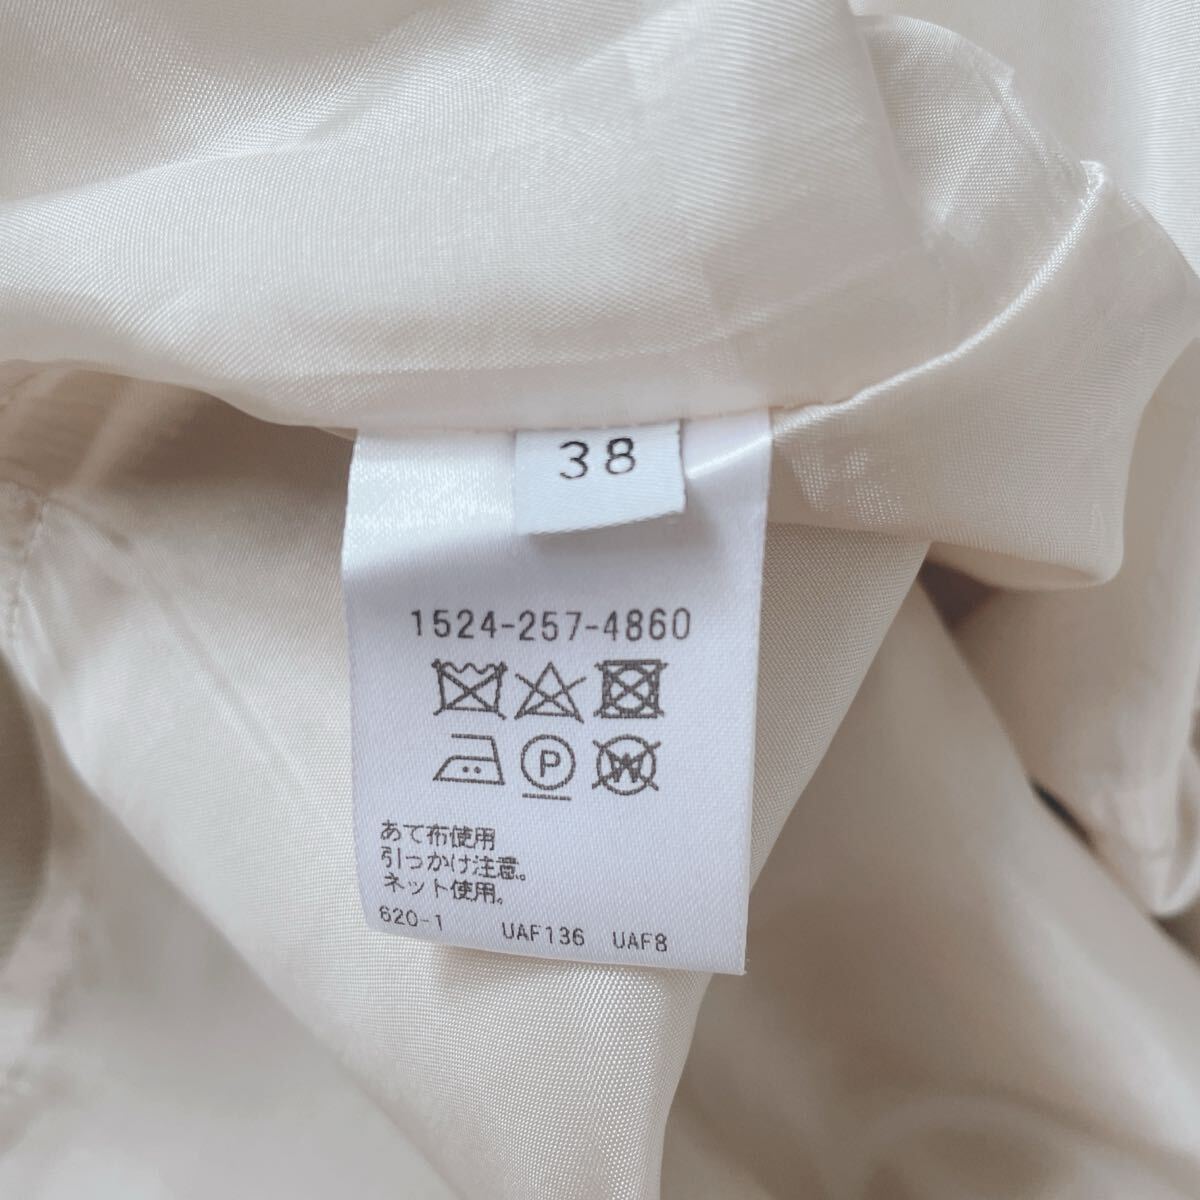 38
1524-257-4860
P
W
あて布使用
引っかけ注意。
ネット使用。
620-1 UAF136 UAF8